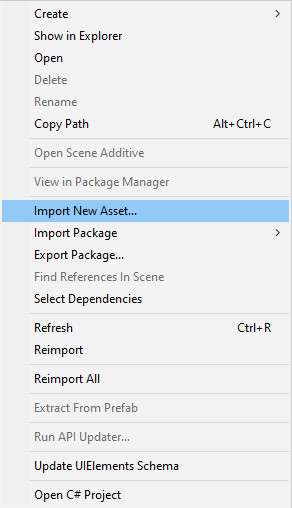 Create
Show in Explorer
Open
Delete
Rename
Copy Path Alt+Ctrl+C
Open Scene Additive
View in Package Manager
Import New Asset...
Import Package
Export Package...
Find References In Scene
Select Dependencies
Refresh Ctrl+R
Reimport
Reimport All
Extract From Prefab
Run API Updater...
Update UIElements Schema
Open C# Project